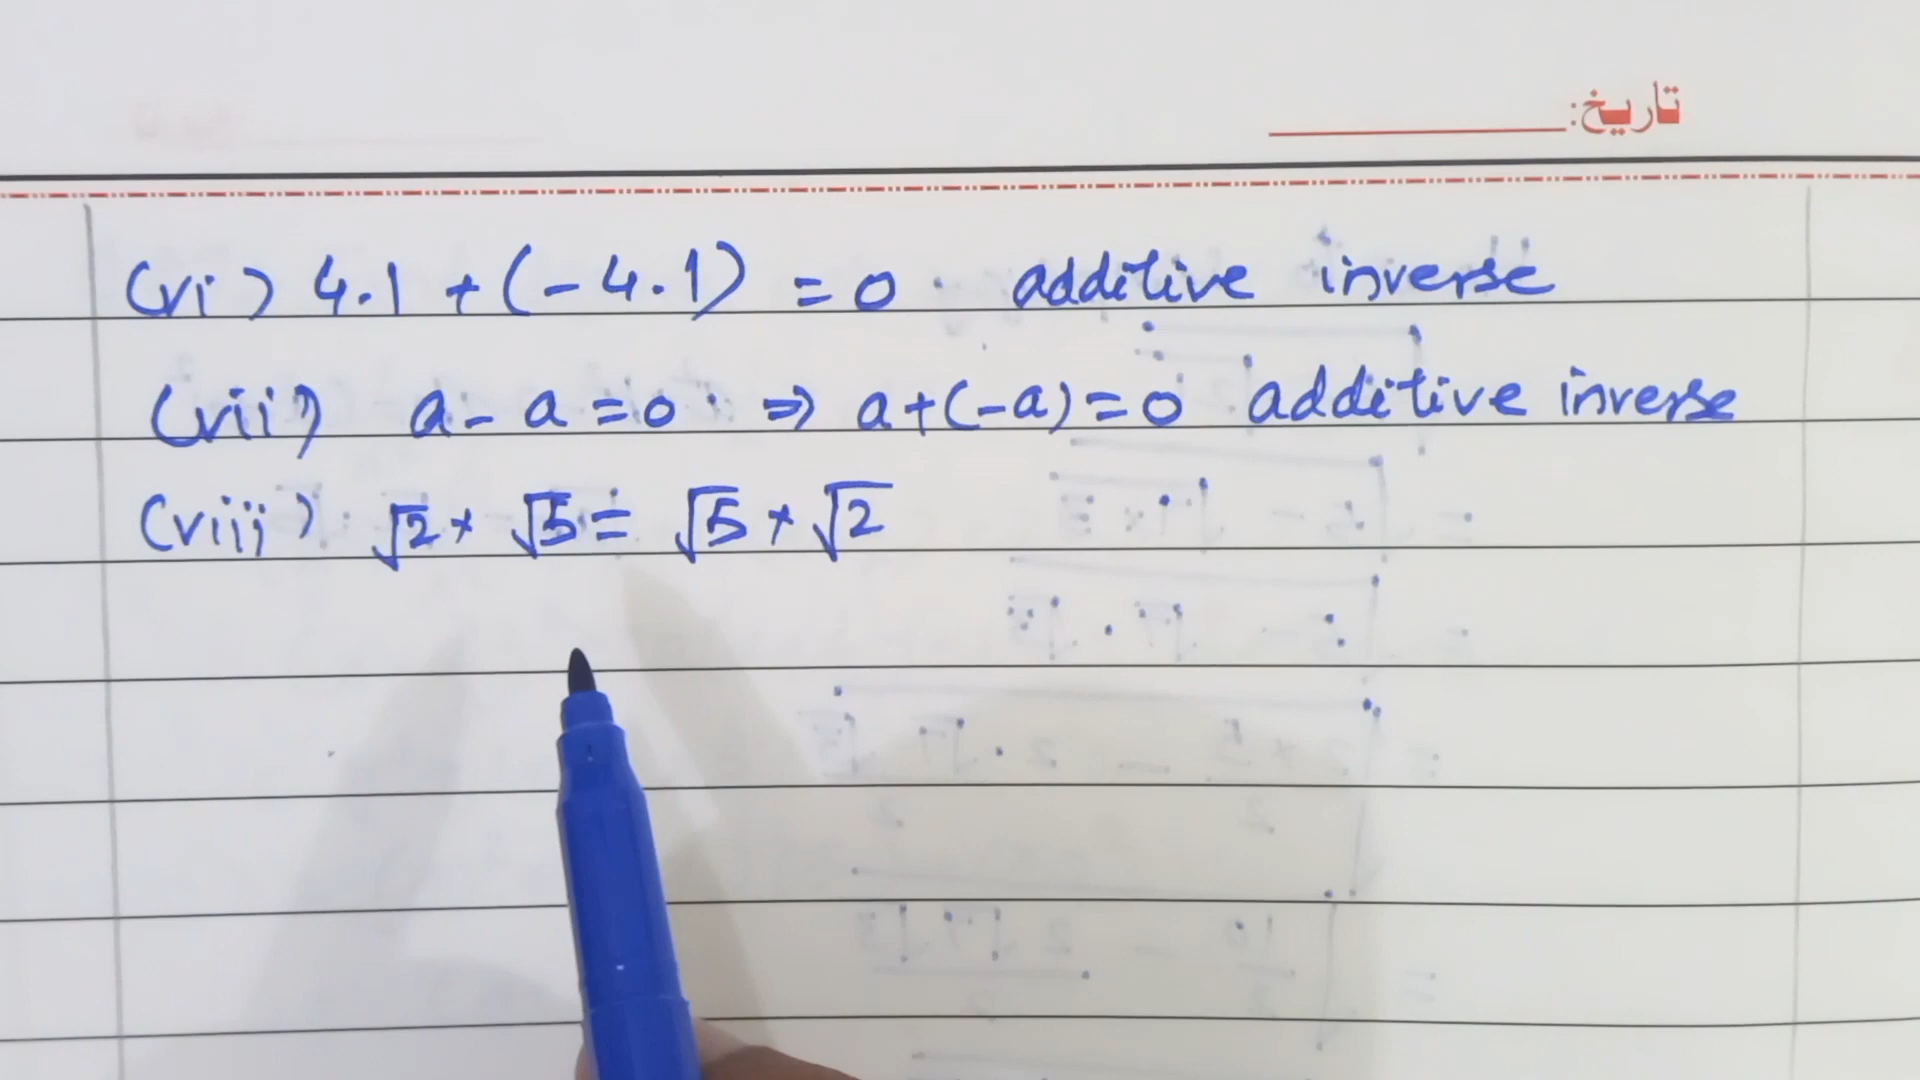 تاریخ:
(vi) 4.1 + (-4.1) = 0 additive inverse
(vii) a - a = 0 ⇒ a+(-a)=0 additive inverse
(viii) √2 × √5 = √5 × √2